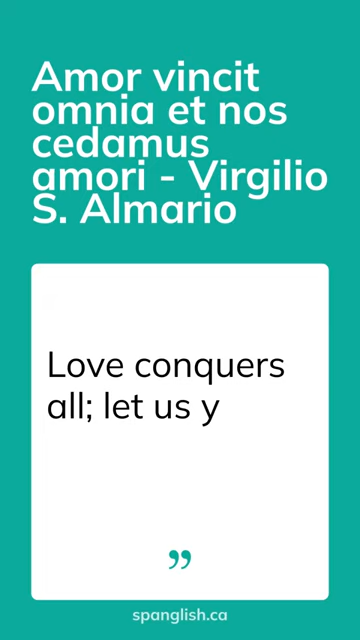 Amor vincit
omnia et nos
cedamus
amori - Virgilio
S. Almario
Love conquers
all; let us y
”
spanglish.ca